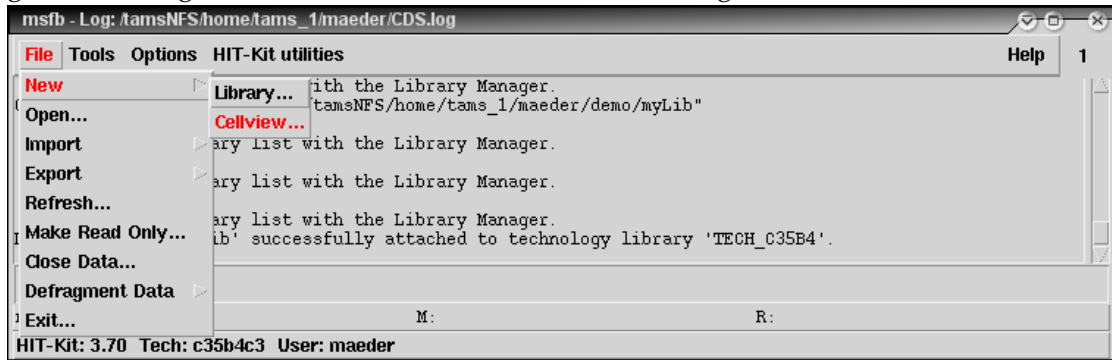 msfb - Log: /tamsNFS/home/tams_1/maeder/CDS.log
File Tools Options HIT-Kit utilities Help 1
New
Library...
ith the Library Manager.
Cellview...
tamsNFS/home/tams_1/maeder/demo/myLib"
Open...
Import
ary list with the Library Manager.
Export
ary list with the Library Manager.
Refresh...
ary list with the Library Manager.
Make Read Only...
ib' successfully attached to technology library 'TECH_C35B4'.
Close Data...
Defragment Data
Exit...
M: R:
HIT-Kit: 3.70 Tech: c35b4c3 User: maeder